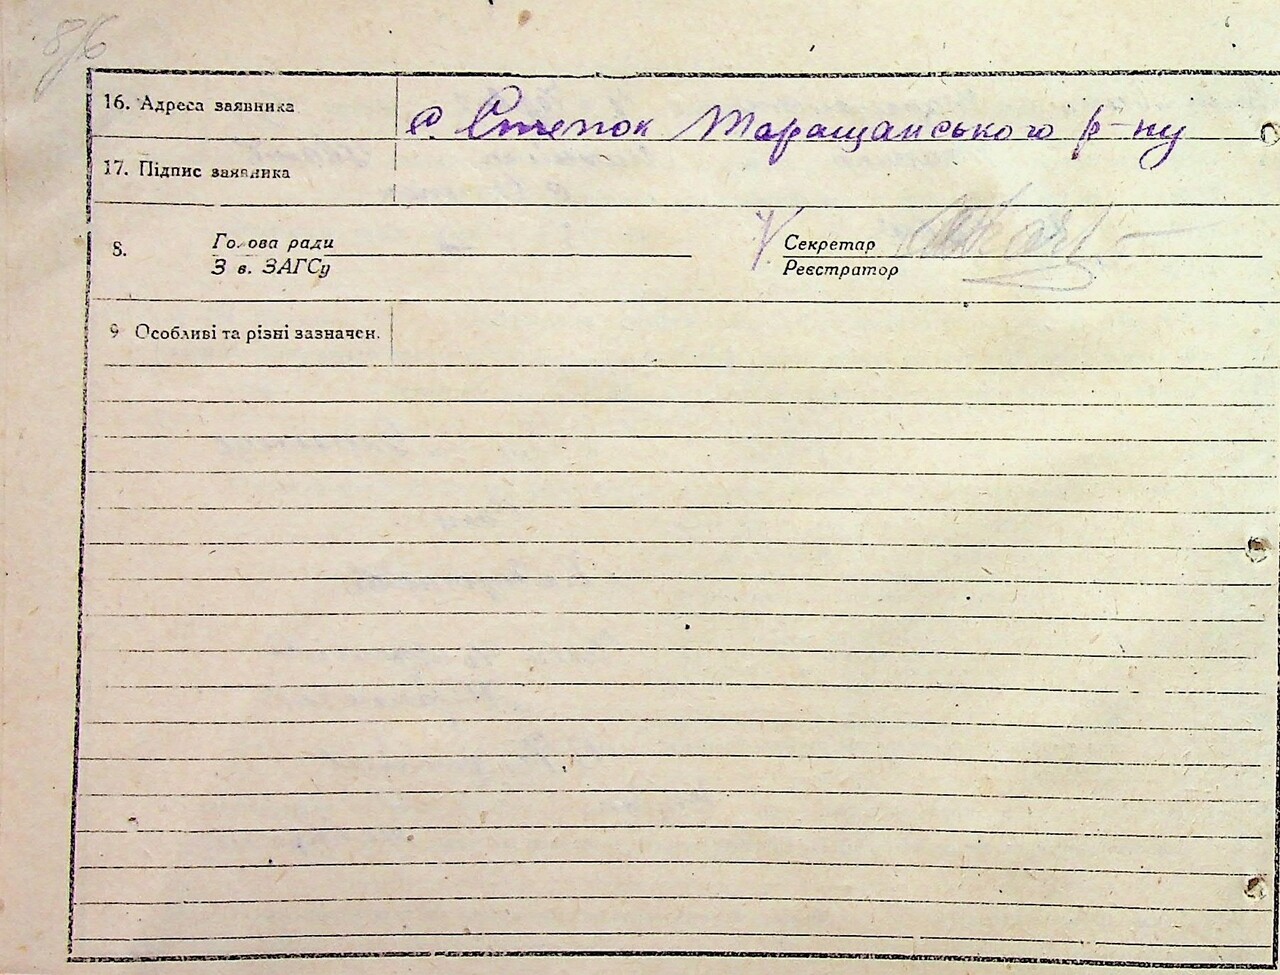 8/6
16. Адреса заявника
с. Степок Таращанського р-ну
17. Підпис заявника
8. Голова ради Секретар
З в. ЗАГСу Реєстратор
9 Особливі та різні зазначен.